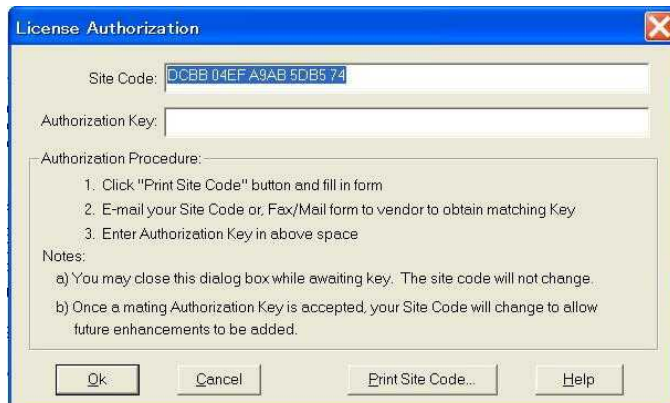 License Authorization
Site Code: DCBB 04EF A9AB 5DB5 74
Authorization Key:
Authorization Procedure:
1. Click "Print Site Code" button and fill in form
2. E-mail your Site Code or, Fax/Mail form to vendor to obtain matching Key
3. Enter Authorization Key in above space
Notes:
a) You may close this dialog box while awaiting key. The site code will not change.
b) Once a mating Authorization Key is accepted, your Site Code will change to allow
future enhancements to be added.
Ok Cancel Print Site Code... Help